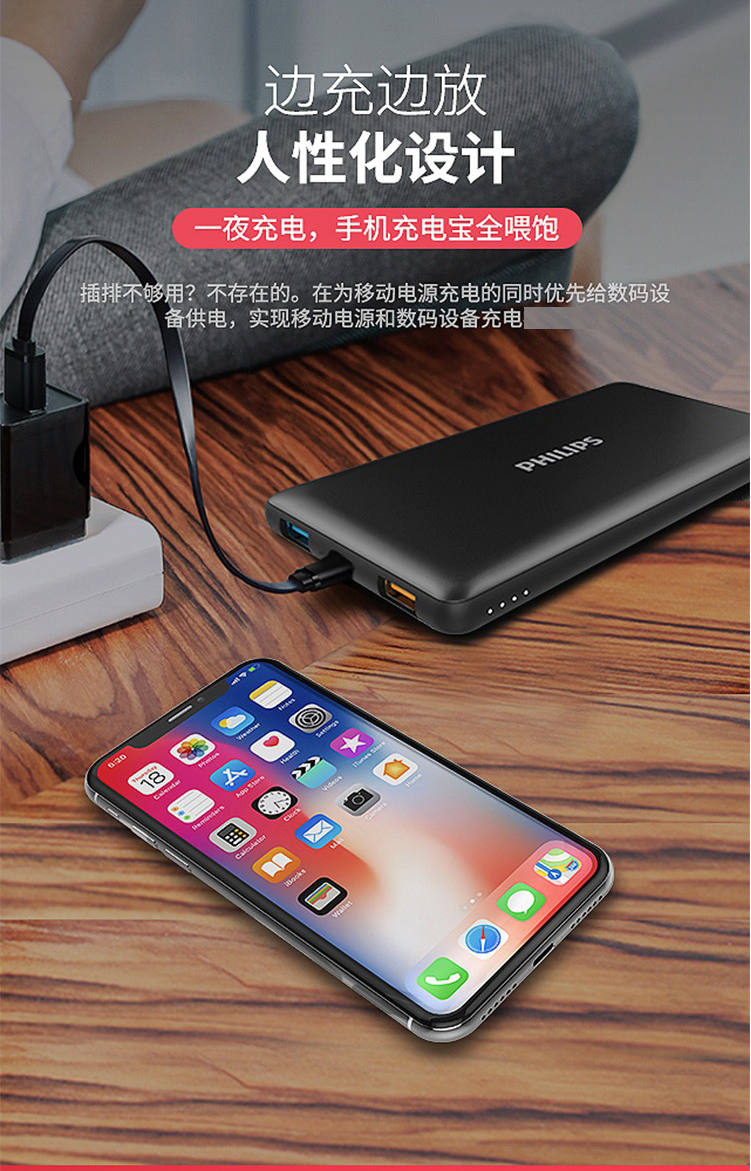 边充边放
人性化设计
一夜充电，手机充电宝全喂饱
插排不够用？不存在的。在为移动电源充电的同时优先给数码设
备供电，实现移动电源和数码设备充电
PHILIPS
6:30
Thursday
18
Calendar
Photos
Weather
Notes
Reminders
App Store
Health
Settings
Calculator
Clock
Videos
iTunes Store
iBooks
Mail
Camera
Home
Wallet